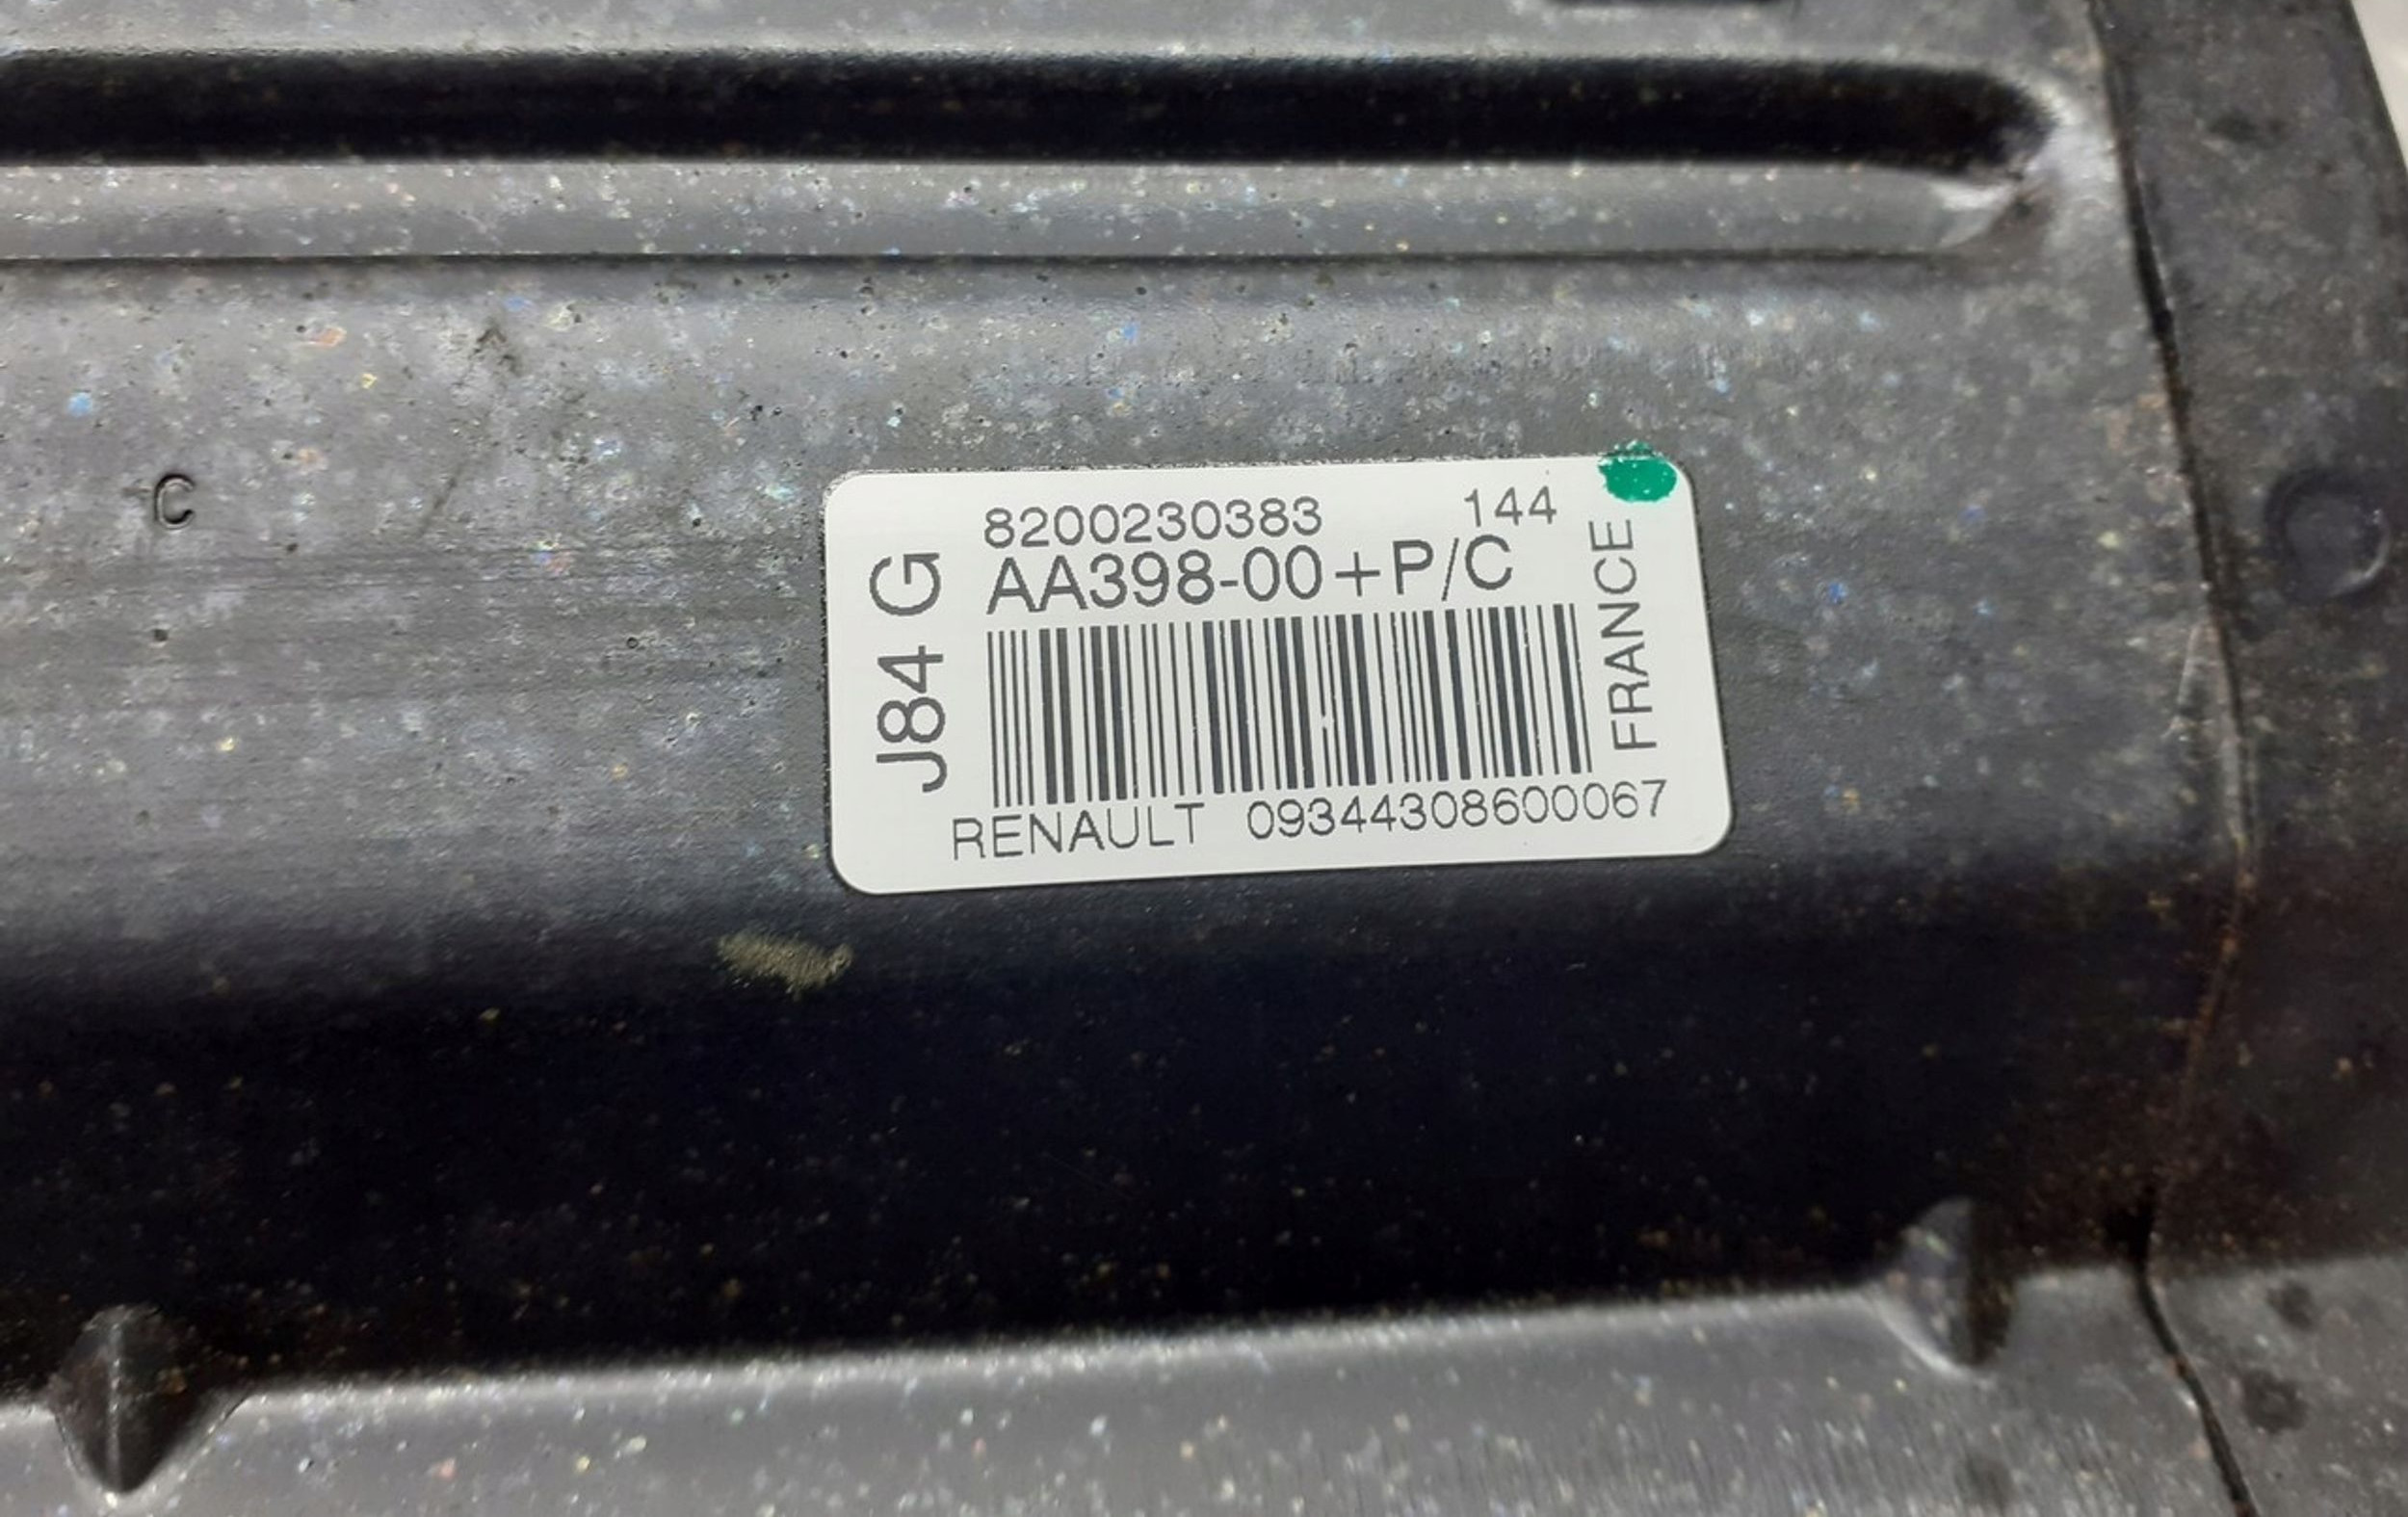 C
8200230383 144
AA398-00+P/C
J84 G
FRANCE
RENAULT 09344308600067